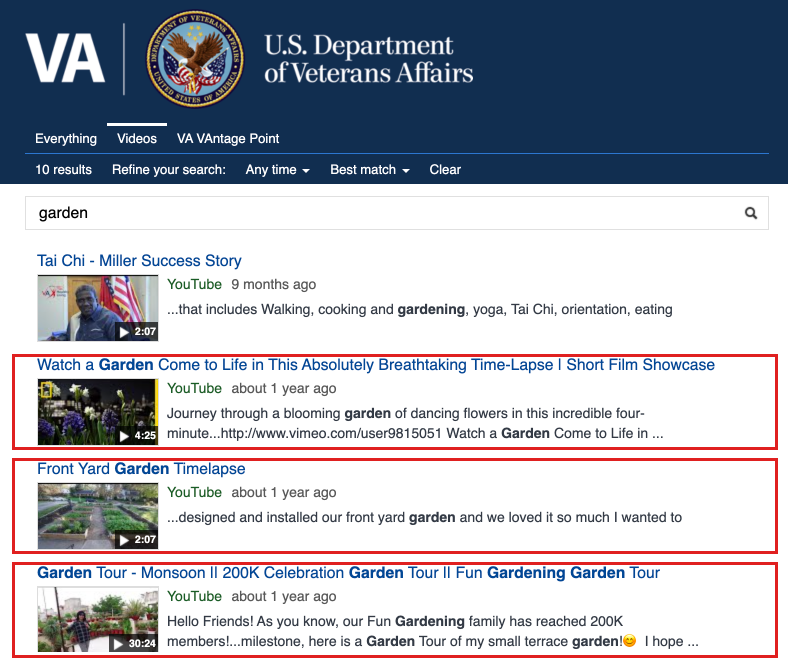 VA
DEPARTMENT OF VETERANS AFFAIRS
UNITED STATES OF AMERICA
U.S. Department
of Veterans Affairs
Everything Videos VA VAntage Point
10 results Refine your search: Any time Best match Clear
garden
Tai Chi - Miller Success Story
YouTube 9 months ago
...that includes Walking, cooking and gardening, yoga, Tai Chi, orientation, eating
2:07
Watch a Garden Come to Life in This Absolutely Breathtaking Time-Lapse | Short Film Showcase
YouTube about 1 year ago
Journey through a blooming garden of dancing flowers in this incredible four-
minute...http://www.vimeo.com/user9815051 Watch a Garden Come to Life in ...
4:25
Front Yard Garden Timelapse
YouTube about 1 year ago
...designed and installed our front yard garden and we loved it so much I wanted to
2:07
Garden Tour - Monsoon || 200K Celebration Garden Tour || Fun Gardening Garden Tour
YouTube about 1 year ago
Hello Friends! As you know, our Fun Gardening family has reached 200K
members!...milestone, here is a Garden Tour of my small terrace garden!😊 I hope ...
30:24